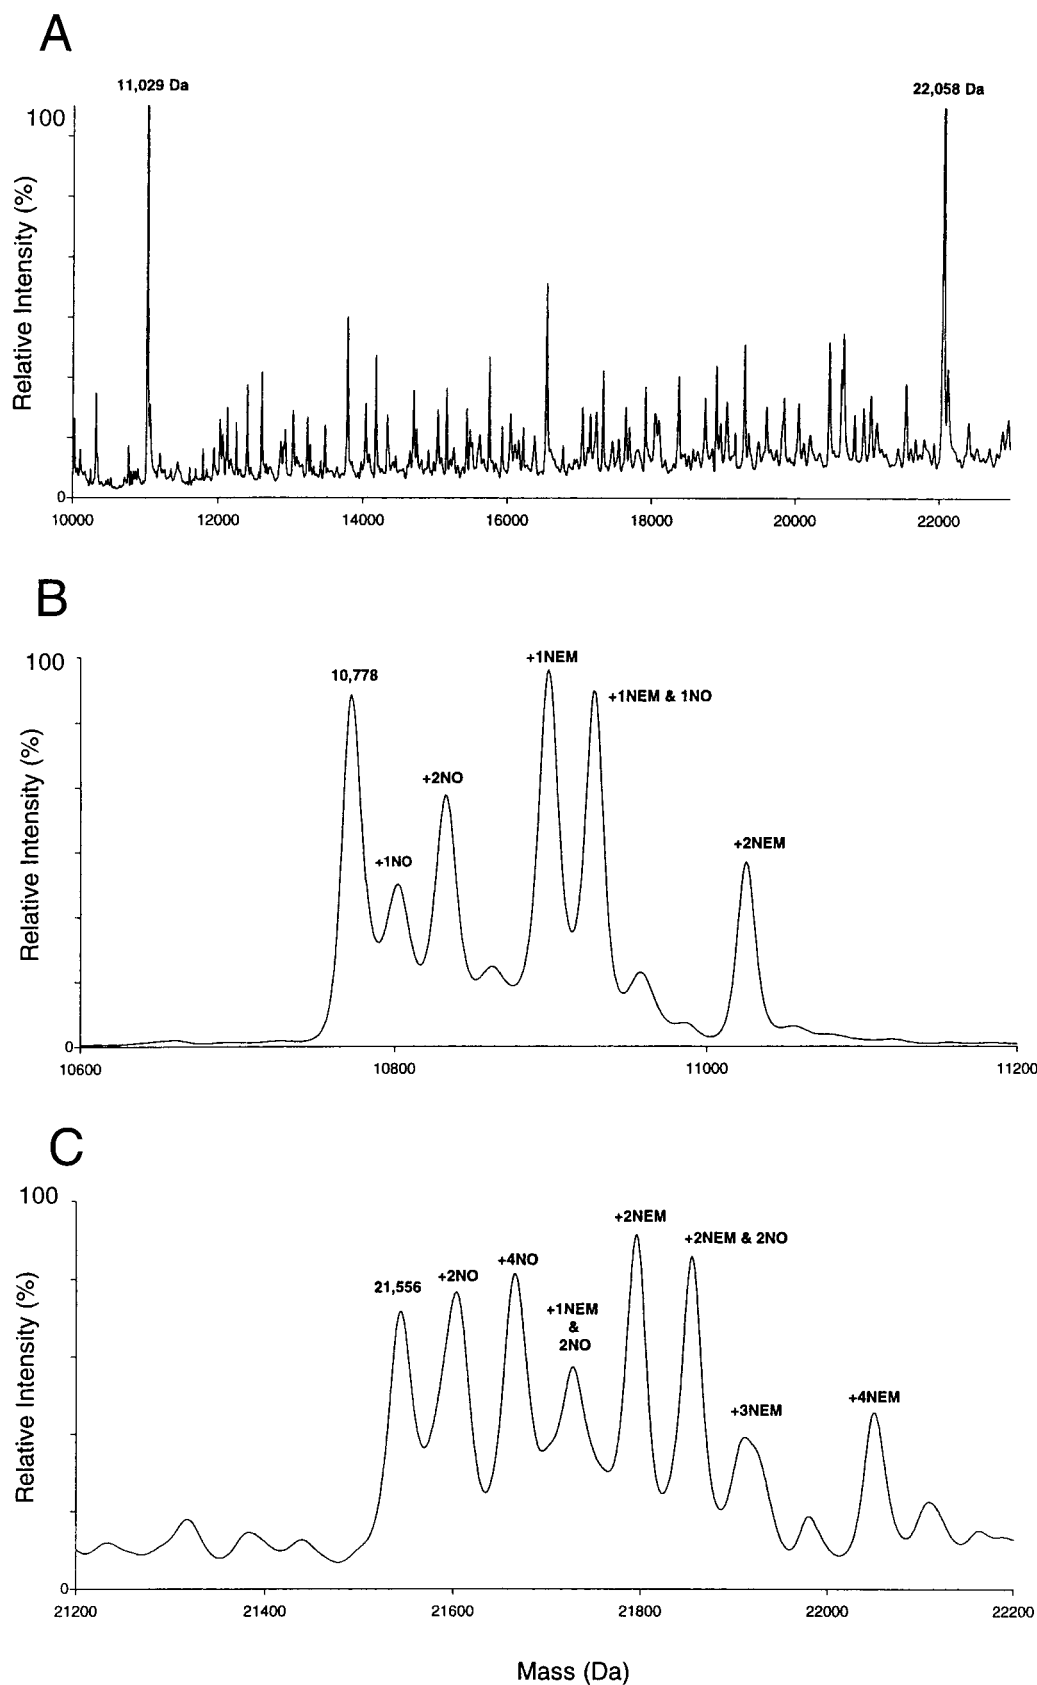 A
11,029 Da
22,058 Da
100
Relative Intensity (%)
0
10000 12000 14000 16000 18000 20000 22000
B
100
10,778
+1NO
+2NO
+1NEM
+1NEM & 1NO
+2NEM
Relative Intensity (%)
0
10600 10800 11000 11200
C
100
21,556
+2NO
+4NO
+1NEM
&
2NO
+2NEM
+2NEM & 2NO
+3NEM
+4NEM
Relative Intensity (%)
0
21200 21400 21600 21800 22000 22200
Mass (Da)